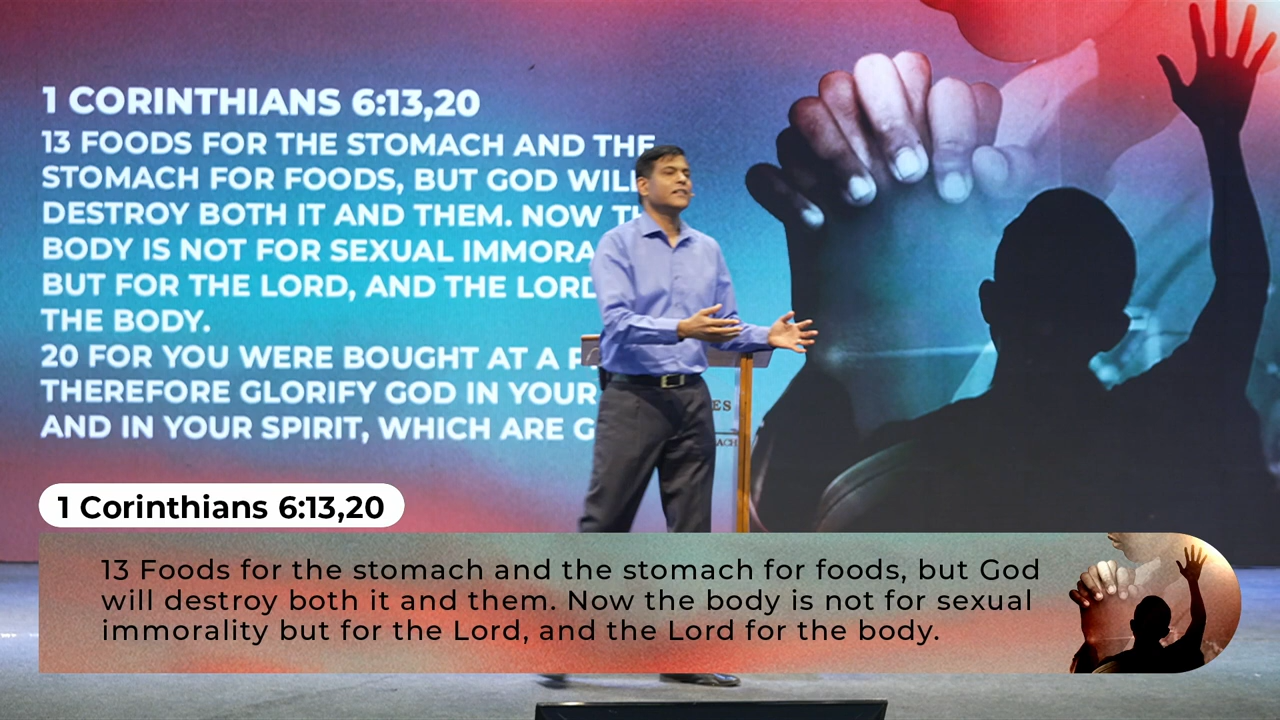 1 CORINTHIANS 6:13,20
13 FOODS FOR THE STOMACH AND THE
STOMACH FOR FOODS, BUT GOD WILL
DESTROY BOTH IT AND THEM. NOW
BODY IS NOT FOR SEXUAL
BUT FOR THE LORD, AND THE LORD
THE BODY.
20 FOR YOU WERE BOUGHT AT A
THEREFORE GLORIFY GOD IN YOUR
AND IN YOUR SPIRIT, WHICH ARE
1 Corinthians 6:13,20
13 Foods for the stomach and the stomach for foods, but God
will destroy both it and them. Now the body is not for sexual
immorality but for the Lord, and the Lord for the body.